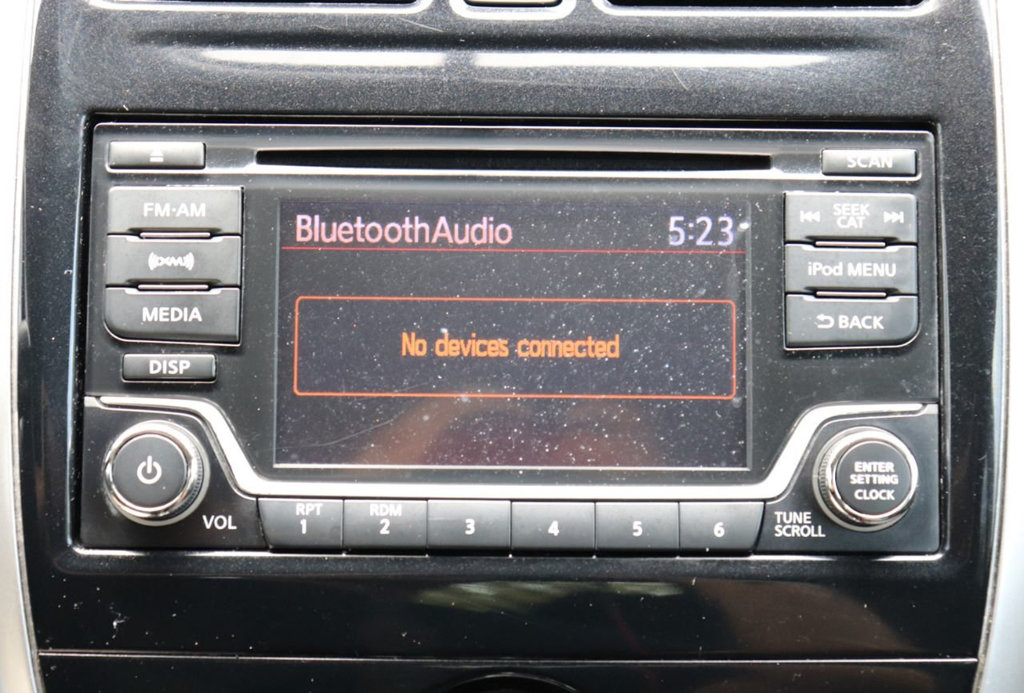 SCAN
FM·AM
SEEK
CAT
BluetoothAudio 5:23
XM
iPod MENU
MEDIA
BACK
No devices connected
DISP
ENTER
SETTING
CLOCK
VOL
RPT
1
RDM
2
3
4
5
6
TUNE
SCROLL